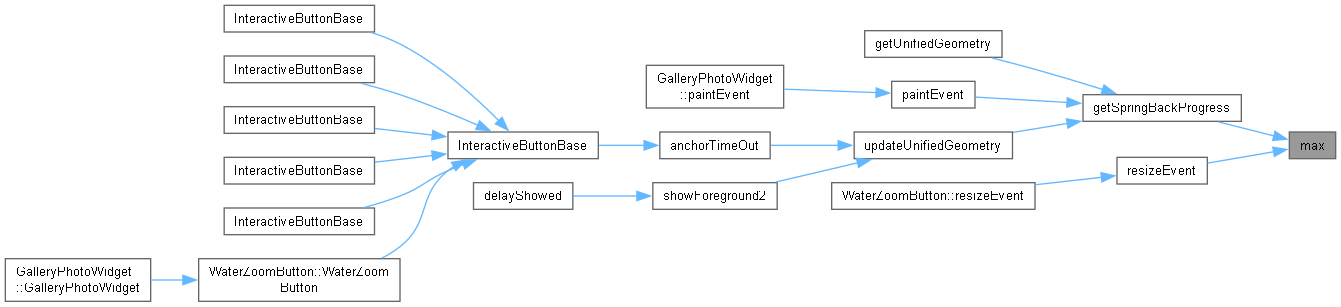 InteractiveButtonBase
getUnifiedGeometry
InteractiveButtonBase
GalleryPhotoWidget
::paintEvent
paintEvent
getSpringBackProgress
InteractiveButtonBase
InteractiveButtonBase
anchorTimeOut
updateUnifiedGeometry
max
InteractiveButtonBase
resizeEvent
delayShowed
showForeground2
WaterZoomButton::resizeEvent
InteractiveButtonBase
GalleryPhotoWidget
::GalleryPhotoWidget
WaterZoomButton::WaterZoom
Button